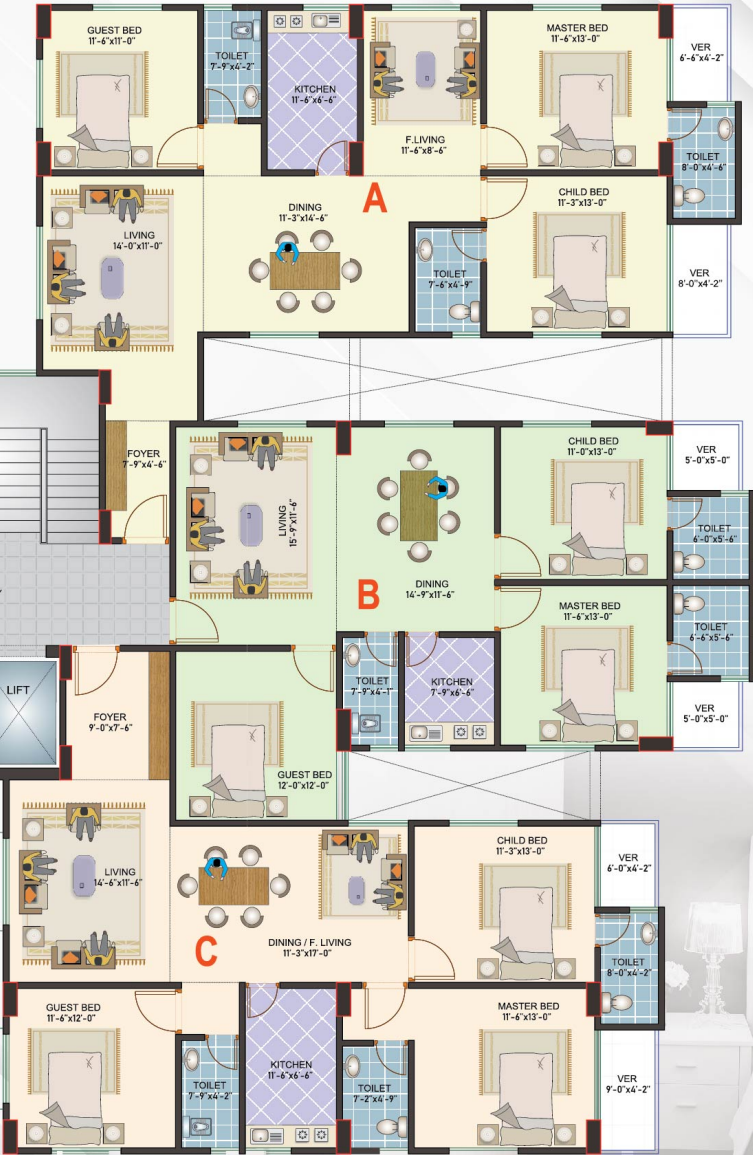 GUEST BED
11'-6"x11'-0"
TOILET
7'-9"x4'-2"
KITCHEN
11'-6"x6'-6"
F.LIVING
11'-6"x8'-6"
MASTER BED
11'-6"x13'-0"
VER
6'-6"x4'-2"
TOILET
8'-0"x4'-6"
A
LIVING
14'-0"x11'-0"
DINING
11'-3"x14'-6"
TOILET
7'-6"x4'-9"
CHILD BED
11'-3"x13'-0"
VER
8'-0"x4'-2"
FOYER
7'-9"x4'-6"
LIVING
15'-9"x11'-6"
B
DINING
14'-9"x11'-6"
CHILD BED
11'-0"x13'-0"
VER
5'-0"x5'-0"
TOILET
6'-0"x5'-6"
MASTER BED
11'-6"x13'-0"
TOILET
6'-6"x5'-6"
VER
5'-0"x5'-0"
TOILET
7'-9"x4'-1"
KITCHEN
7'-9"x6'-6"
GUEST BED
12'-0"x12'-0"
LIFT
FOYER
9'-0"x7'-6"
LIVING
14'-6"x11'-6"
C
DINING / F. LIVING
11'-3"x17'-0"
CHILD BED
11'-3"x13'-0"
VER
6'-0"x4'-2"
TOILET
8'-0"x4'-2"
GUEST BED
11'-6"x12'-0"
TOILET
7'-9"x4'-2"
KITCHEN
11'-6"x6'-6"
TOILET
7'-2"x4'-9"
MASTER BED
11'-6"x13'-0"
VER
9'-0"x4'-2"